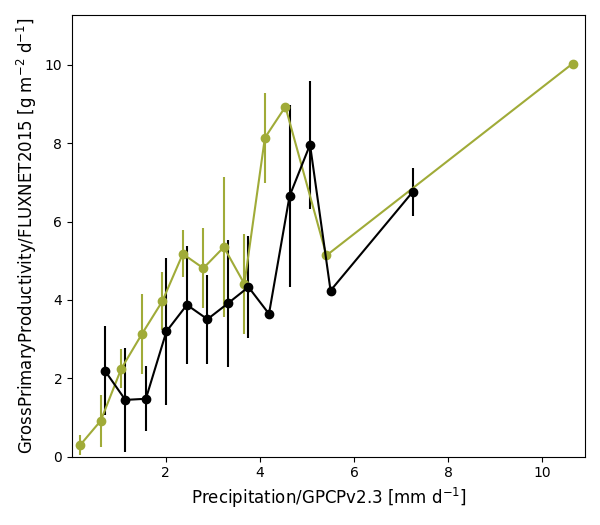 GrossPrimaryProductivity/FLUXNET2015 [g m⁻² d⁻¹]
10
8
6
4
2
0
2 4 6 8 10
Precipitation/GPCPv2.3 [mm d⁻¹]